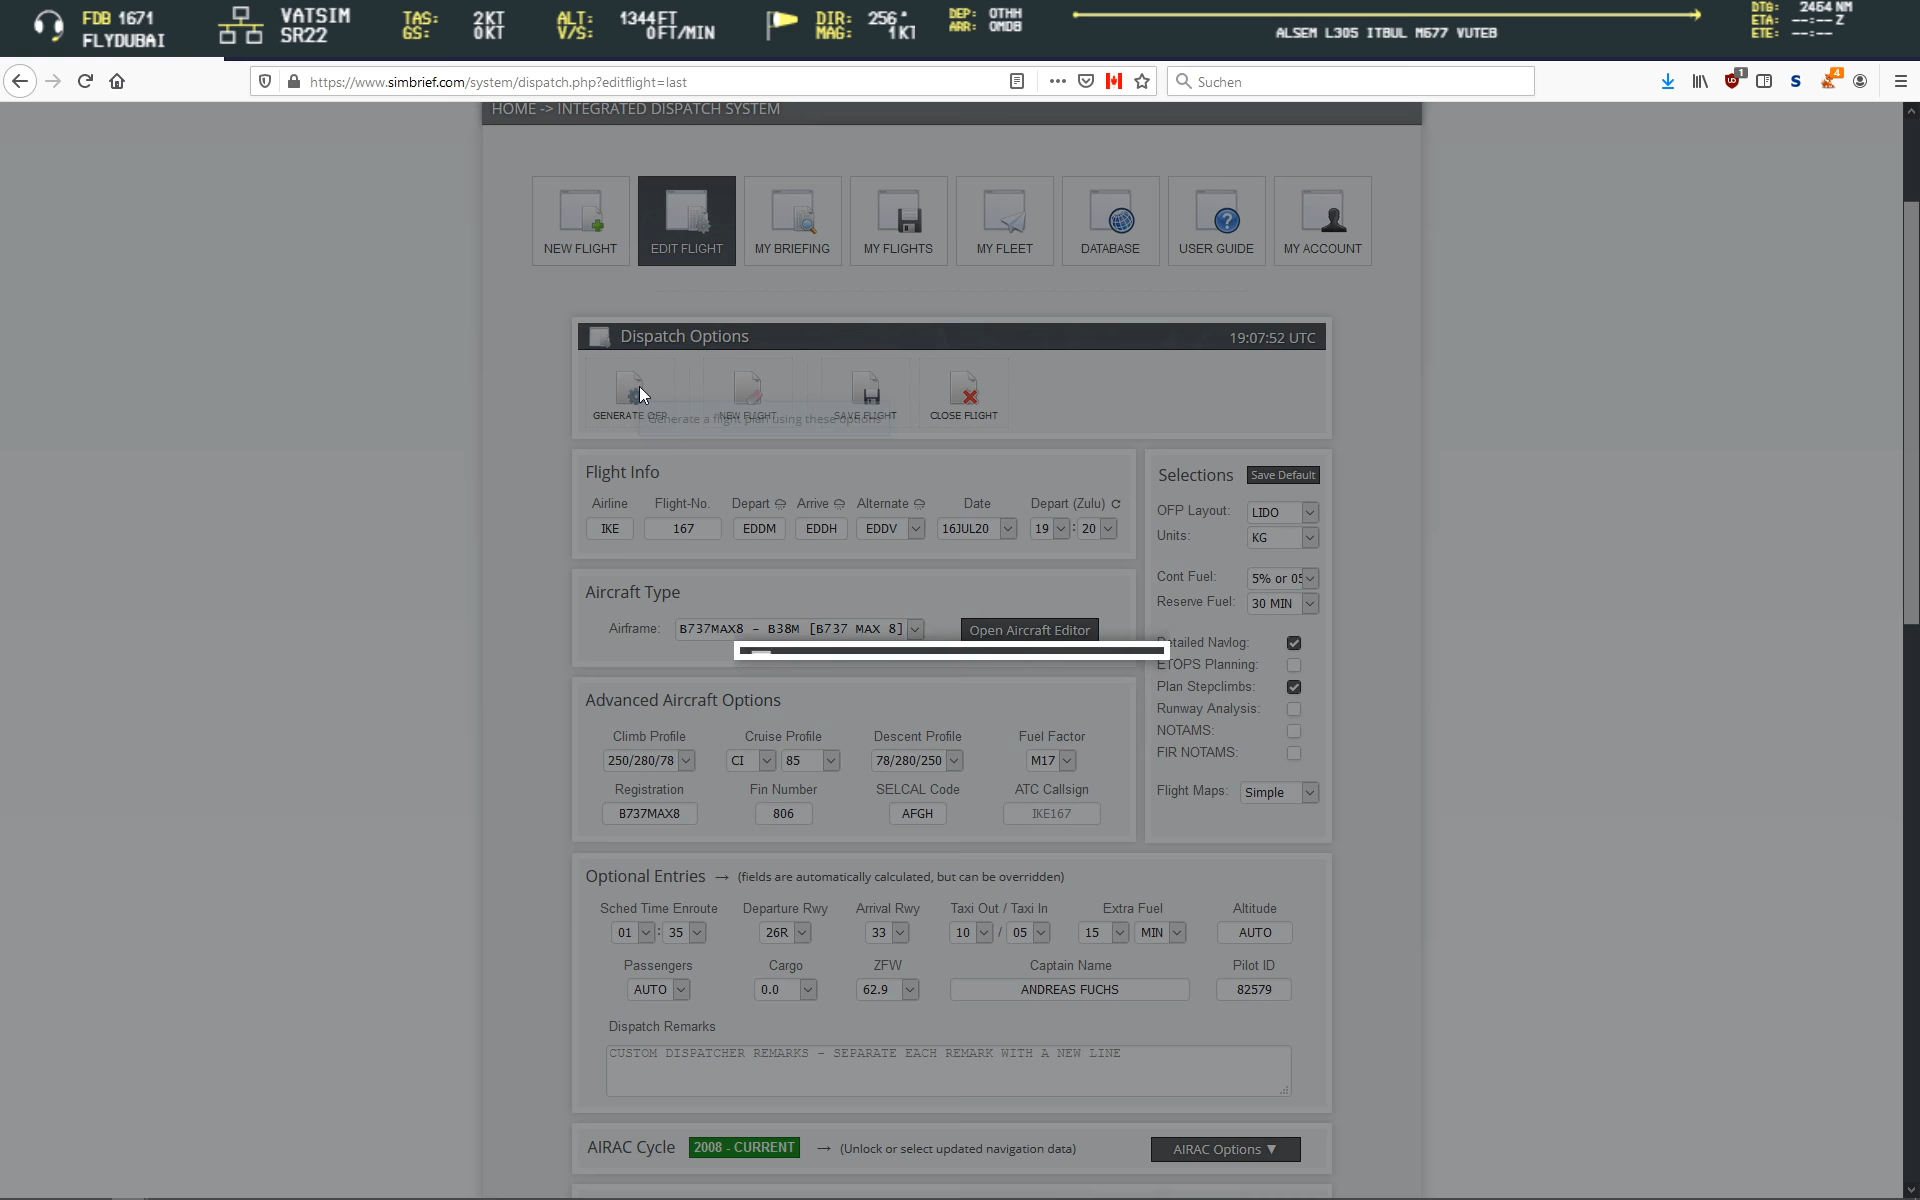 FDB 1671
FLYDUBAI
VATSIM
SR22
TAS: 2KT
GS: 0KT
ALT: 1344FT
V/S: 0FT/MIN
DIR: 256°
MAG: 1KT
DEP: OTHH
ARR: OMDB
ALSEM L305 ITBUL M677 VUTEB
DTG: 2464NM
ETA: --:--Z
ETE: --:--
https://www.simbrief.com/system/dispatch.php?editflight=last
Suchen
1
4
HOME -> INTEGRATED DISPATCH SYSTEM
NEW FLIGHT
EDIT FLIGHT
MY BRIEFING
MY FLIGHTS
MY FLEET
DATABASE
USER GUIDE
MY ACCOUNT
Dispatch Options
19:07:52 UTC
GENERATE OFP
NEW FLIGHT
SAVE FLIGHT
CLOSE FLIGHT
Generate a flight plan using these options
Flight Info
Airline Flight-No. Depart Arrive Alternate Date Depart (Zulu)
IKE 167 EDDM EDDH EDDV 16JUL20 19 : 20
Selections Save Default
OFP Layout: LIDO
Units: KG
Cont Fuel: 5% or 05
Reserve Fuel: 30 MIN
Detailed Navlog:
ETOPS Planning:
Plan Stepclimbs:
Runway Analysis:
NOTAMS:
FIR NOTAMS:
Flight Maps: Simple
Aircraft Type
Airframe: B737MAX8 - B38M [B737 MAX 8] Open Aircraft Editor
Advanced Aircraft Options
Climb Profile Cruise Profile Descent Profile Fuel Factor
250/280/78 CI 85 78/280/250 M17
Registration Fin Number SELCAL Code ATC Callsign
B737MAX8 806 AFGH IKE167
Optional Entries → (fields are automatically calculated, but can be overridden)
Sched Time Enroute Departure Rwy Arrival Rwy Taxi Out / Taxi In Extra Fuel Altitude
01 : 35 26R 33 10 / 05 15 MIN AUTO
Passengers Cargo ZFW Captain Name Pilot ID
AUTO 0.0 62.9 ANDREAS FUCHS 82579
Dispatch Remarks
CUSTOM DISPATCHER REMARKS - SEPARATE EACH REMARK WITH A NEW LINE
AIRAC Cycle 2008 - CURRENT → (Unlock or select updated navigation data) AIRAC Options ▼